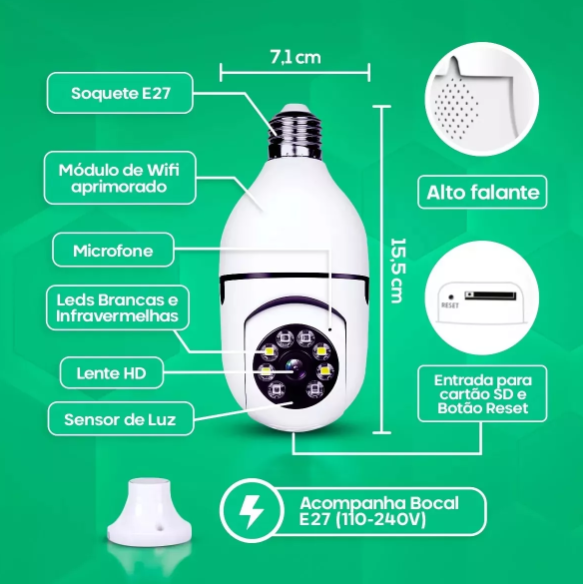 7,1 cm
Soquete E27
Módulo de Wifi
aprimorado
Alto falante
Microfone
15,5 cm
Leds Brancas e
Infravermelhas
RESET
Lente HD
Entrada para
cartão SD e
Botão Reset
Sensor de Luz
Acompanha Bocal
E27 (110-240V)